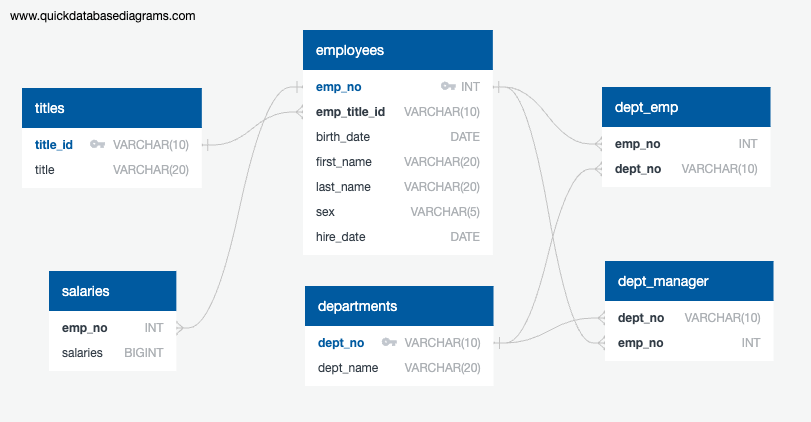 www.quickdatabasediagrams.com
employees
emp_no INT
emp_title_id VARCHAR(10)
birth_date DATE
first_name VARCHAR(20)
last_name VARCHAR(20)
sex VARCHAR(5)
hire_date DATE
titles
title_id VARCHAR(10)
title VARCHAR(20)
dept_emp
emp_no INT
dept_no VARCHAR(10)
salaries
emp_no INT
salaries BIGINT
departments
dept_no VARCHAR(10)
dept_name VARCHAR(20)
dept_manager
dept_no VARCHAR(10)
emp_no INT